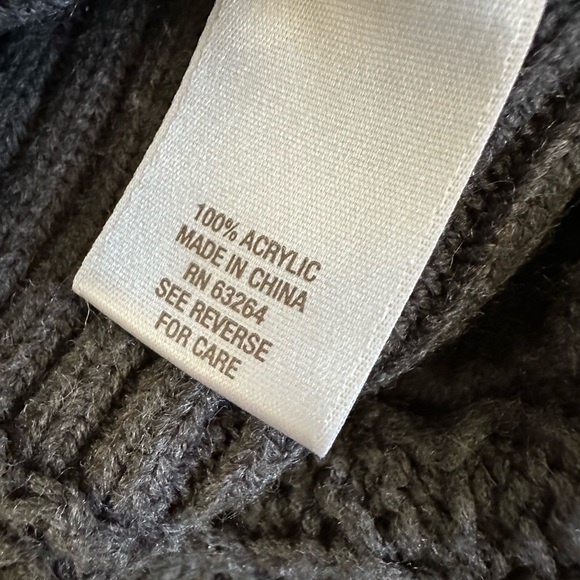 100% ACRYLIC
MADE IN CHINA
RN 63264
SEE REVERSE
FOR CARE